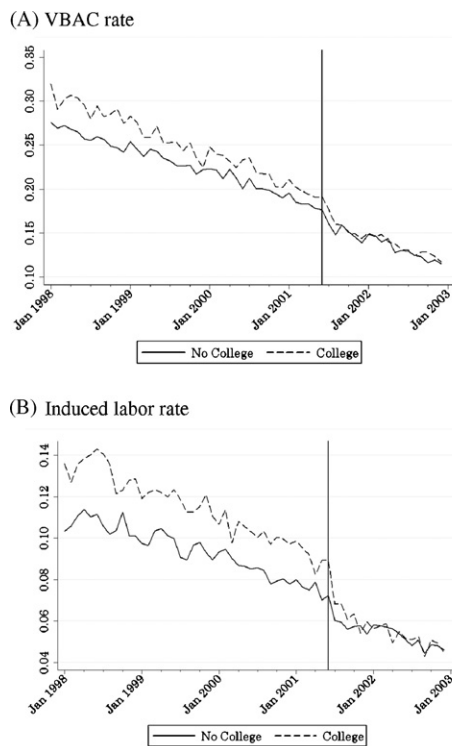 (A) VBAC rate
0.35
0.30
0.25
0.20
0.15
0.10
Jan 1998
Jan 1999
Jan 2000
Jan 2001
Jan 2002
Jan 2003
No College College
(B) Induced labor rate
0.14
0.12
0.10
0.08
0.06
0.04
Jan 1998
Jan 1999
Jan 2000
Jan 2001
Jan 2002
Jan 2003
No College College